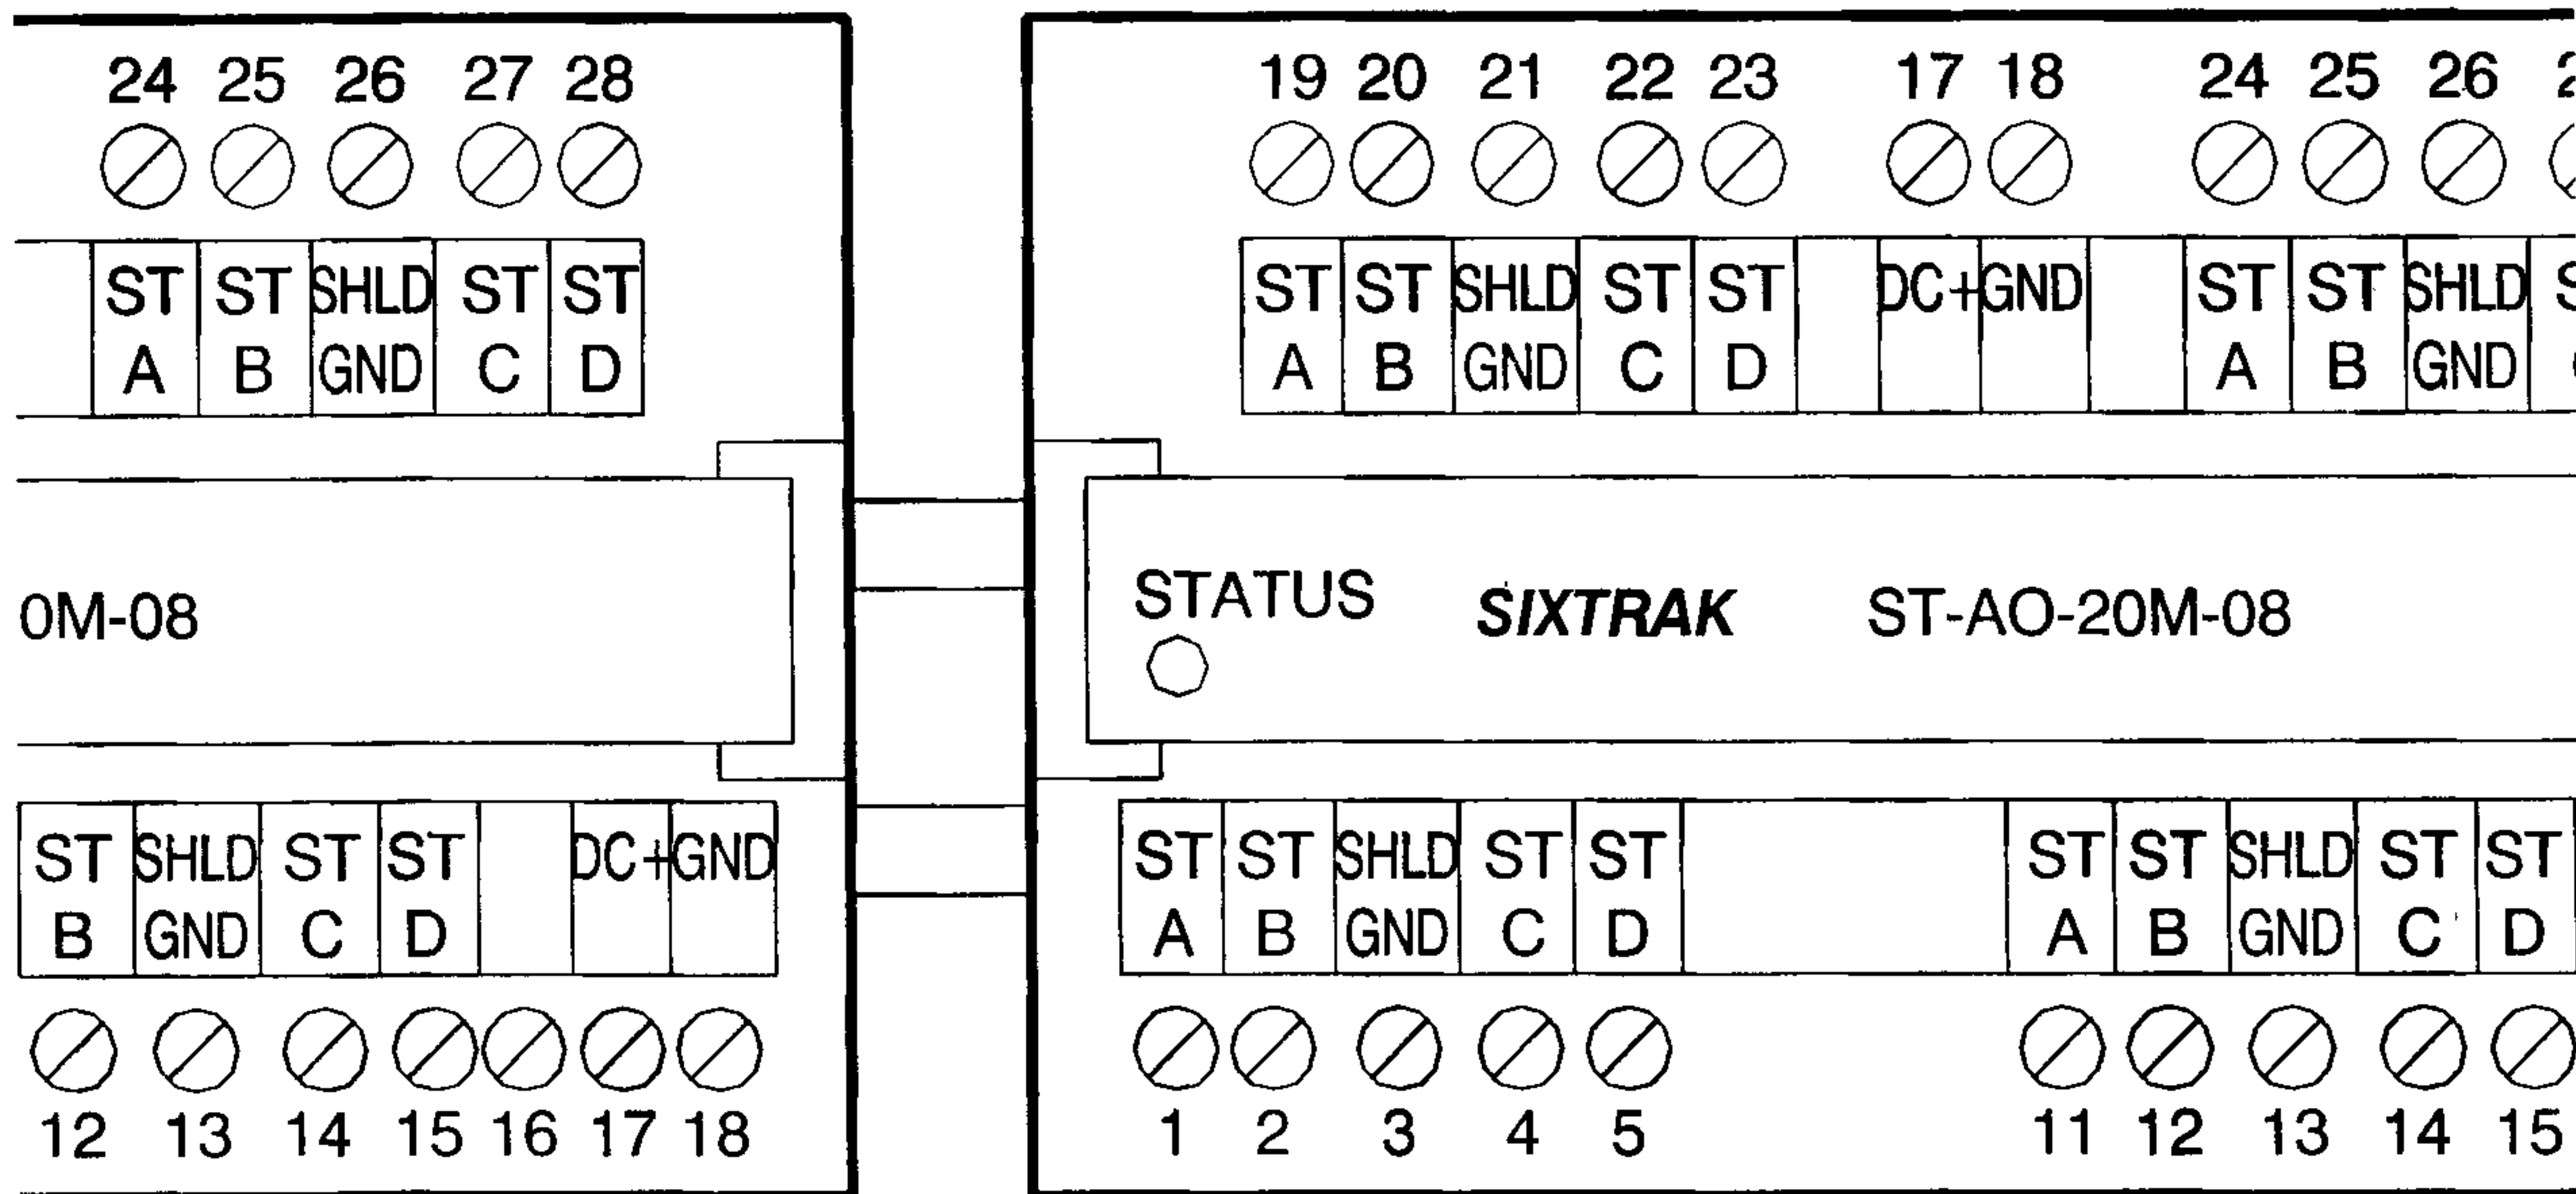 24 25 26 27 28
ST ST SHLD ST ST
A B GND C D
0M-08
ST SHLD ST ST DC+ GND
B GND C D
12 13 14 15 16 17 18
19 20 21 22 23 17 18 24 25 26
ST ST SHLD ST ST DC+ GND ST ST SHLD
A B GND C D A B GND
STATUS SIXTRAK ST-AO-20M-08
ST ST SHLD ST ST ST ST SHLD ST ST
A B GND C D A B GND C D
1 2 3 4 5 11 12 13 14 15